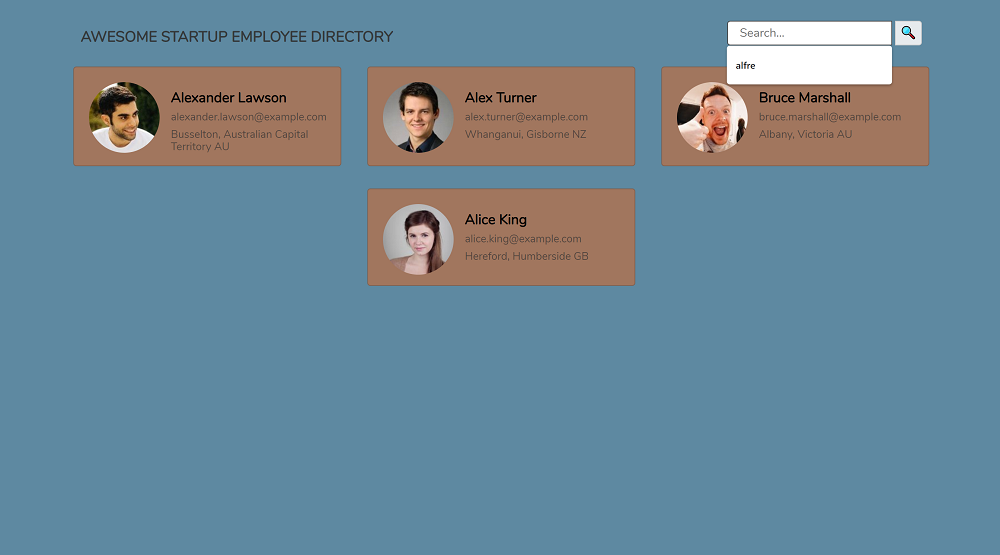 AWESOME STARTUP EMPLOYEE DIRECTORY
Search...
alfre
Alexander Lawson
alexander.lawson@example.com
Busselton, Australian Capital
Territory AU
Alex Turner
alex.turner@example.com
Whanganui, Gisborne NZ
Bruce Marshall
bruce.marshall@example.com
Albany, Victoria AU
Alice King
alice.king@example.com
Hereford, Humberside GB